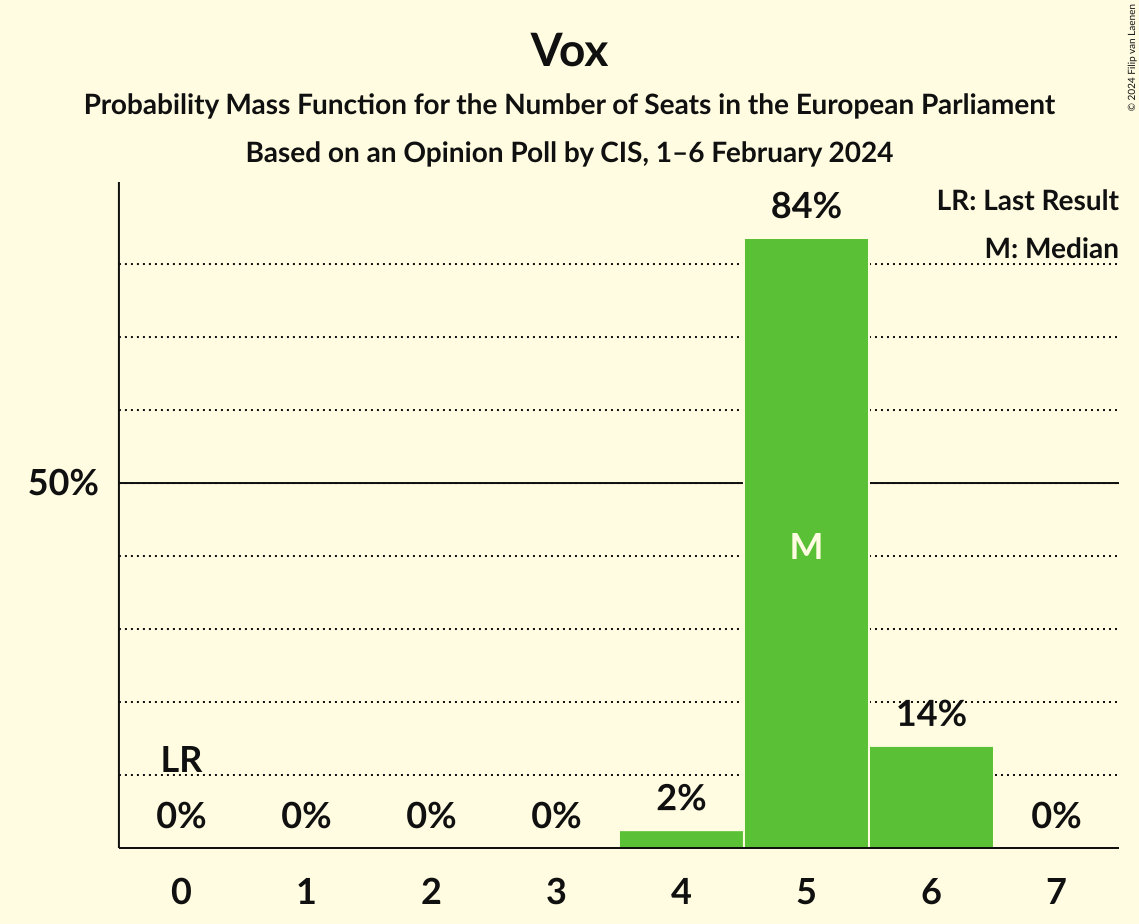 Vox
Probability Mass Function for the Number of Seats in the European Parliament
Based on an Opinion Poll by CIS, 1–6 February 2024
© 2024 Filip van Laenen
LR: Last Result
M: Median
84%
50%
M
14%
LR
2%
0% 0% 0% 0% 0%
0 1 2 3 4 5 6 7